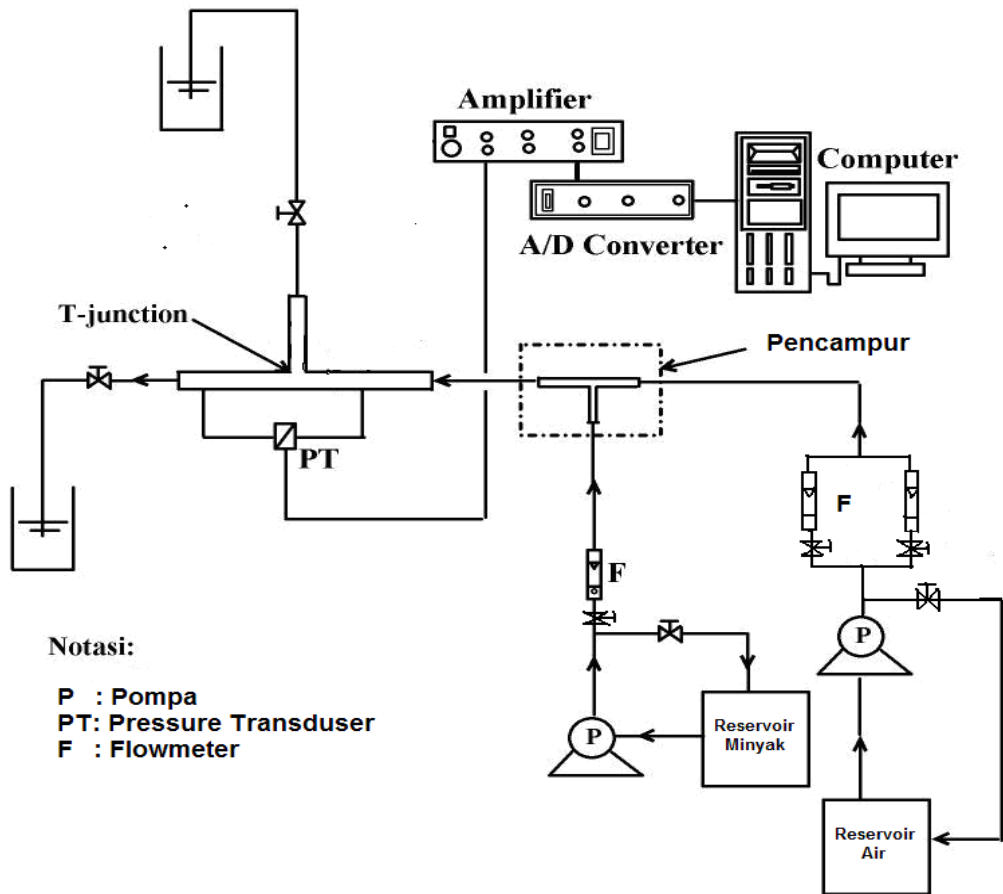 Amplifier
Computer
A/D Converter
T-junction
Pencampur
PT
F
F
P
P
Notasi:
P : Pompa
PT: Pressure Transduser
F : Flowmeter
Reservoir
Minyak
Reservoir
Air